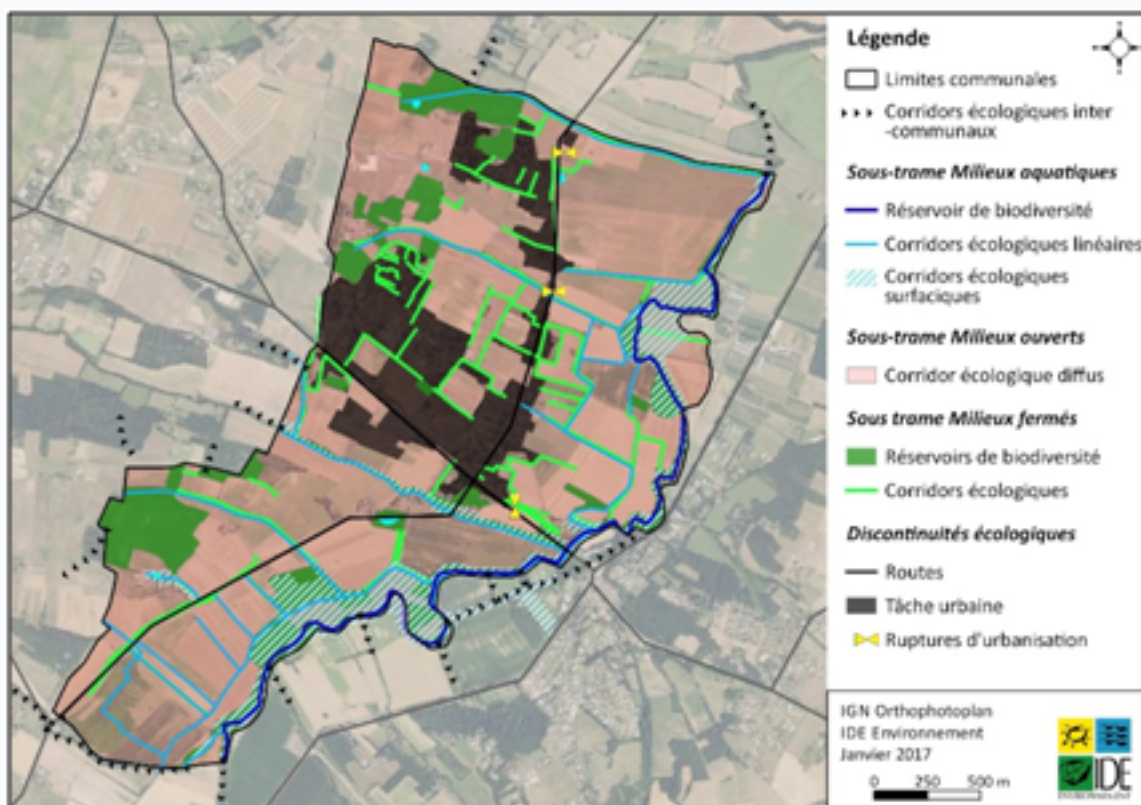 Légende
Limites communales
Corridors écologiques inter
-communaux
Sous-trame Milieux aquatiques
Réservoir de biodiversité
Corridors écologiques linéaires
Corridors écologiques
surfaciques
Sous-trame Milieux ouverts
Corridor écologique diffus
Sous trame Milieux fermés
Réservoirs de biodiversité
Corridors écologiques
Discontinuités écologiques
Routes
Tâche urbaine
Ruptures d'urbanisation
IGN Orthophotoplan
IDE Environnement
Janvier 2017
0 250 500 m
IDE
ENVIRONNEMENT